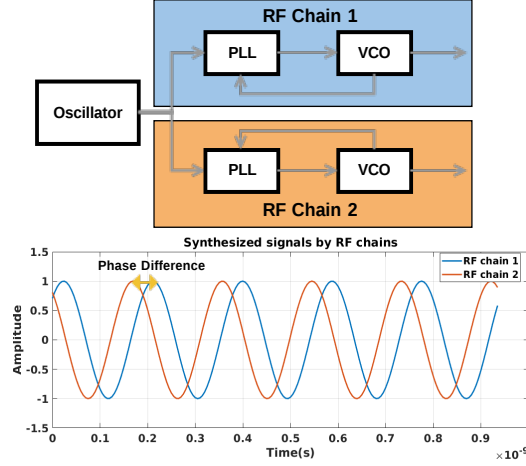 RF Chain 1
PLL
VCO
Oscillator
PLL
VCO
RF Chain 2
Synthesized signals by RF chains
Phase Difference
RF chain 1
RF chain 2
Amplitude
1.5
1
0.5
0
-0.5
-1
-1.5
0 0.1 0.2 0.3 0.4 0.5 0.6 0.7 0.8 0.9
Time(s)
×10⁻⁹